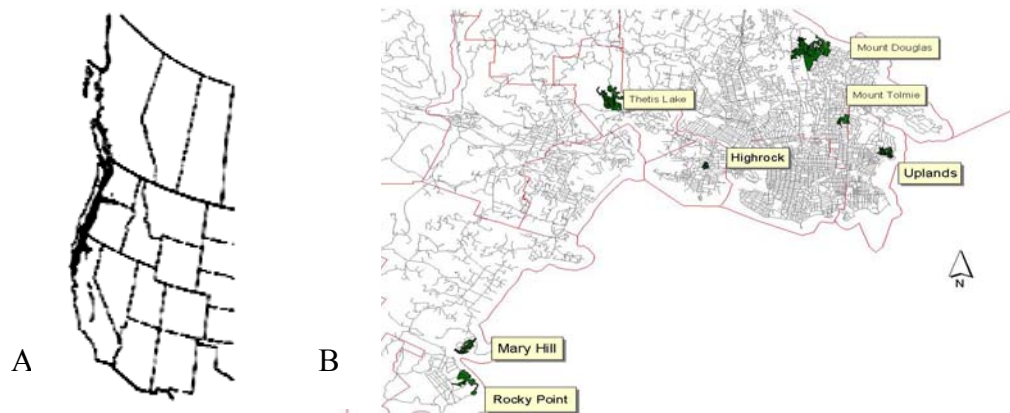 A
B
Mount Douglas
Thetis Lake
Mount Tolmie
Highrock
Uplands
N
Mary Hill
Rocky Point